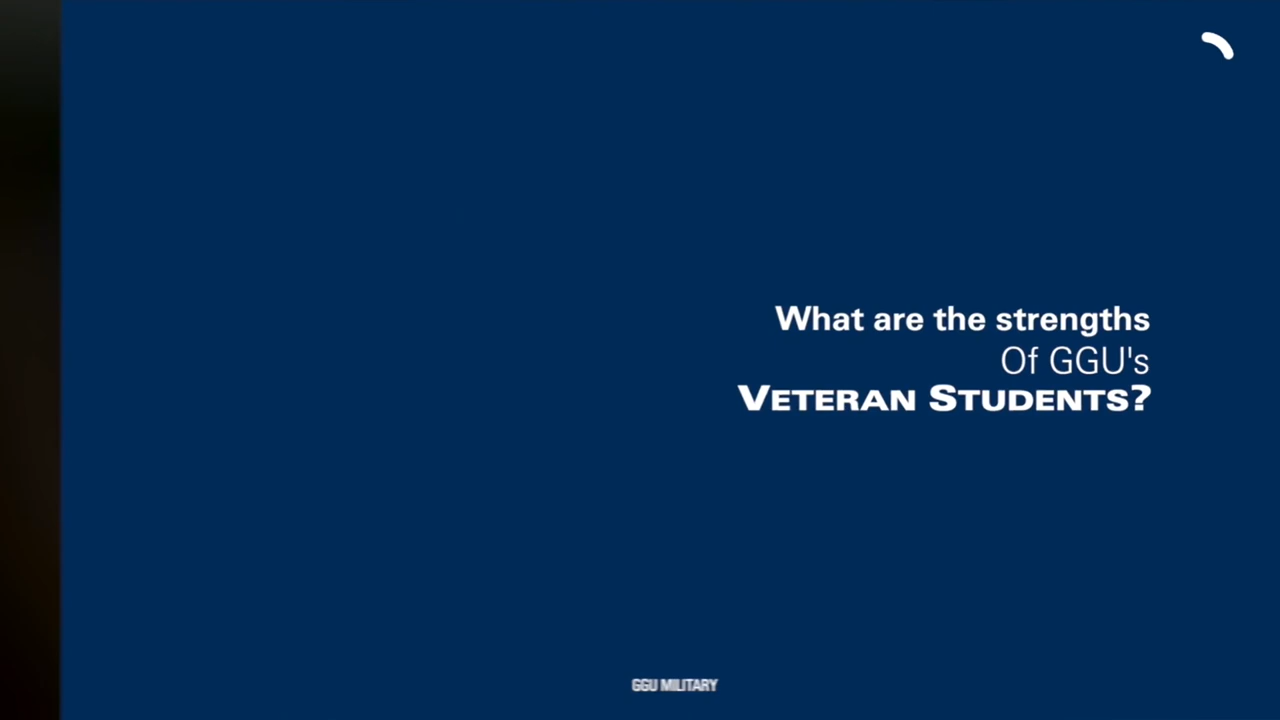 What are the strengths
Of GGU's
VETERAN STUDENTS?
GGU MILITARY